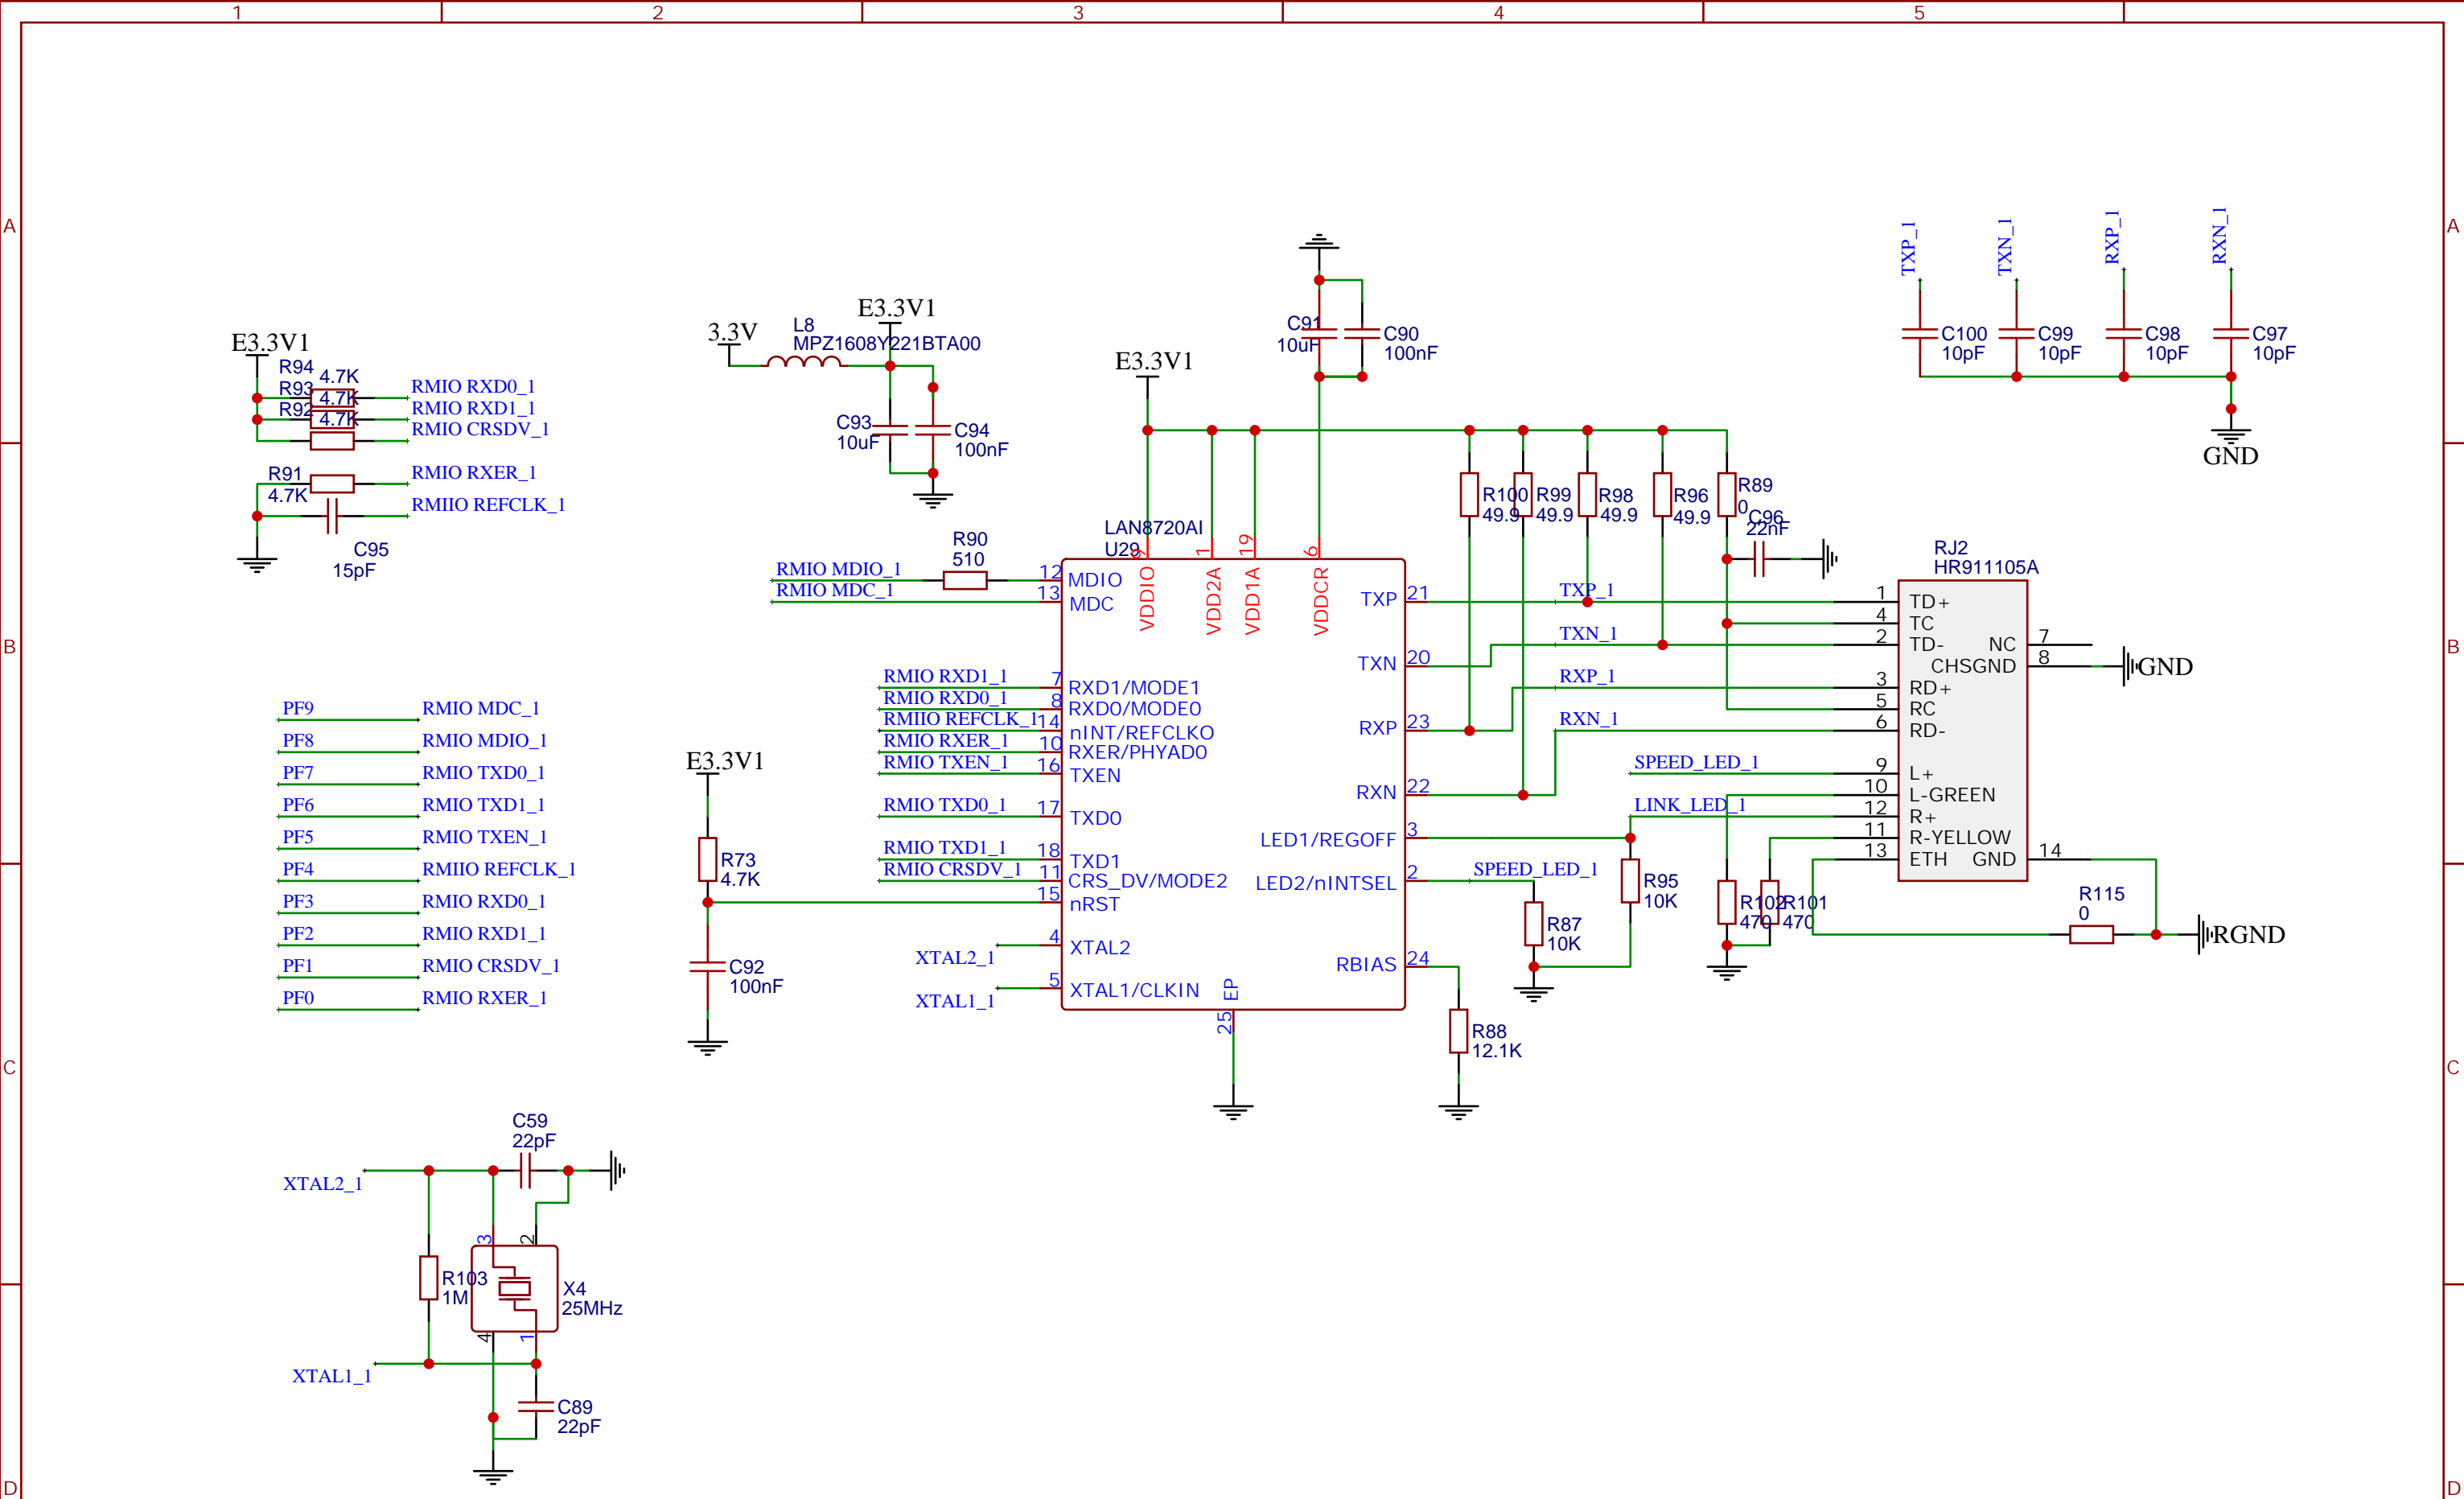 1 2 3 4 5
A
A
B
B
C
C
D
D
E3.3V1
R94
4.7K
RMIO RXD0_1
R93
4.7K
RMIO RXD1_1
R92
4.7K
RMIO CRSDV_1
R91
4.7K
RMIO RXER_1
RMIIO REFCLK_1
C95
15pF
3.3V
L8
MPZ1608Y221BTA00
E3.3V1
C93
10uF
C94
100nF
E3.3V1
C91
10uF
C90
100nF
TXP_1
TXN_1
RXP_1
RXN_1
C100
10pF
C99
10pF
C98
10pF
C97
10pF
GND
R100
49.9
R99
49.9
R98
49.9
R96
49.9
R89
0
C96
22nF
LAN8720AI
U29
9 VDDIO
1 VDD2A
19 VDD1A
6 VDDCR
R90
510
RMIO MDIO_1 12 MDIO
RMIO MDC_1 13 MDC
RMIO RXD1_1 7 RXD1/MODE1
RMIO RXD0_1 8 RXD0/MODE0
RMIIO REFCLK_1 14 nINT/REFCLKO
RMIO RXER_1 10 RXER/PHYAD0
RMIO TXEN_1 16 TXEN
RMIO TXD0_1 17 TXD0
RMIO TXD1_1 18 TXD1
RMIO CRSDV_1 11 CRS_DV/MODE2
15 nRST
XTAL2_1 4 XTAL2
XTAL1_1 5 XTAL1/CLKIN
EP 25
TXP 21 TXP_1
TXN 20 TXN_1
RXP 23 RXP_1
RXN 22 RXN_1
LED1/REGOFF 3 LINK_LED_1
LED2/nINTSEL 2 SPEED_LED_1
RBIAS 24
SPEED_LED_1
R95
10K
R87
10K
R88
12.1K
R102
470
R101
470
RJ2
HR911105A
1 TD+
4 TC
2 TD-
3 RD+
5 RC
6 RD-
9 L+
10 L-GREEN
12 R+
11 R-YELLOW
13 ETH
NC 7
CHSGND 8 GND
GND 14
R115
0
RGND
E3.3V1
R73
4.7K
C92
100nF
PF9 RMIO MDC_1
PF8 RMIO MDIO_1
PF7 RMIO TXD0_1
PF6 RMIO TXD1_1
PF5 RMIO TXEN_1
PF4 RMIIO REFCLK_1
PF3 RMIO RXD0_1
PF2 RMIO RXD1_1
PF1 RMIO CRSDV_1
PF0 RMIO RXER_1
C59
22pF
XTAL2_1
3 2
R103
1M
X4
25MHz
4 1
XTAL1_1
C89
22pF